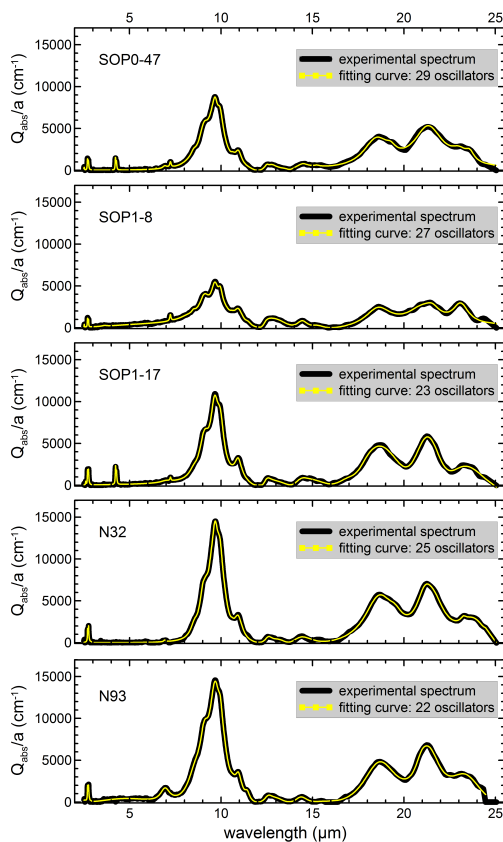 5 10 15 20 25
15000
10000
5000
0
Qabs/a (cm-1)
SOP0-47
experimental spectrum
fitting curve: 29 oscillators
15000
10000
5000
0
Qabs/a (cm-1)
SOP1-8
experimental spectrum
fitting curve: 27 oscillators
15000
10000
5000
0
Qabs/a (cm-1)
SOP1-17
experimental spectrum
fitting curve: 23 oscillators
15000
10000
5000
0
Qabs/a (cm-1)
N32
experimental spectrum
fitting curve: 25 oscillators
15000
10000
5000
0
Qabs/a (cm-1)
N93
experimental spectrum
fitting curve: 22 oscillators
5 10 15 20 25
wavelength (μm)